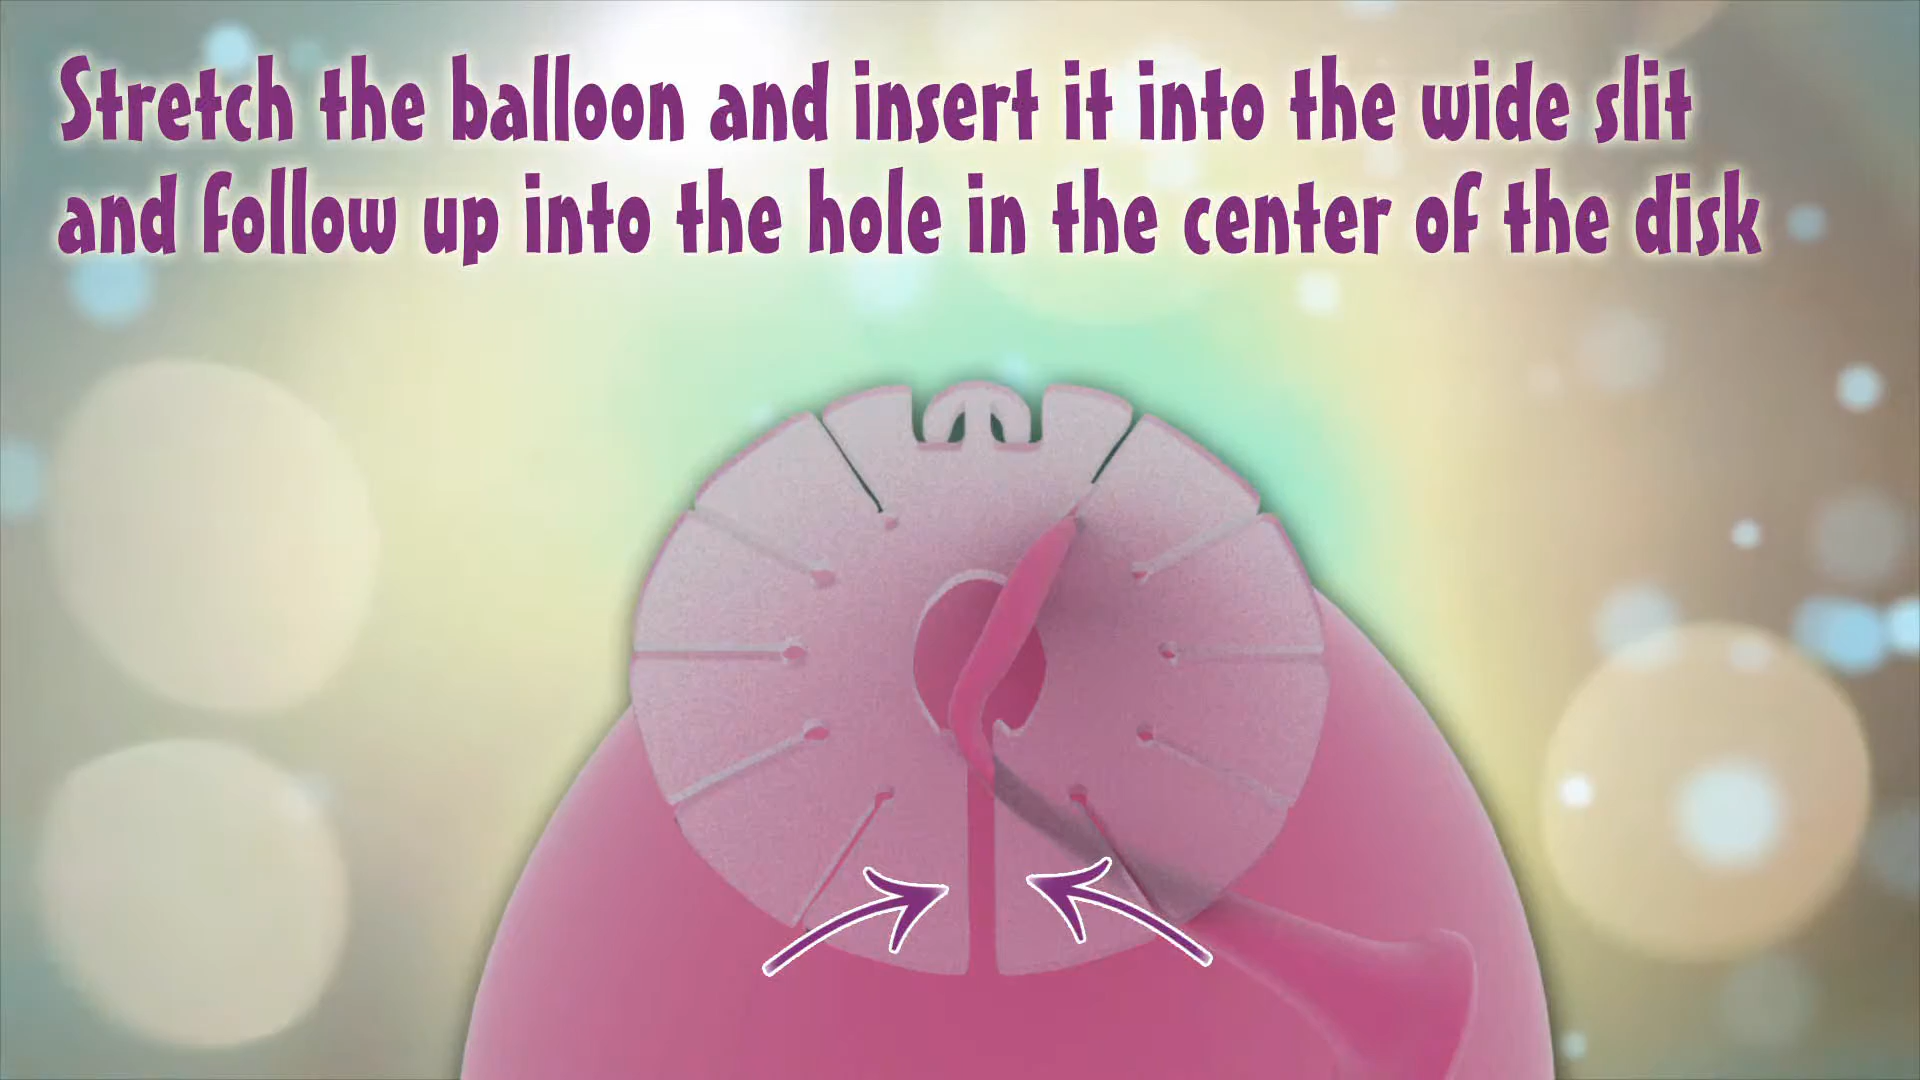 Stretch the balloon and insert it into the wide slit
and follow up into the hole in the center of the disk